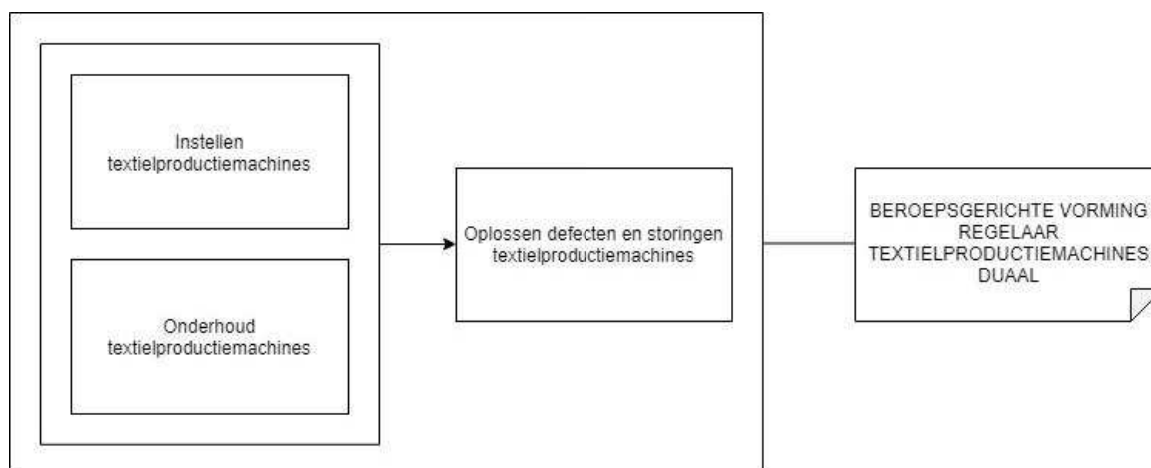 Instellen
textielproductiemachines
Onderhoud
textielproductiemachines
Oplossen defecten en storingen
textielproductiemachines
BEROEPSGERICHTE VORMING
REGELAAR
TEXTIELPRODUCTIEMACHINES
DUAAL